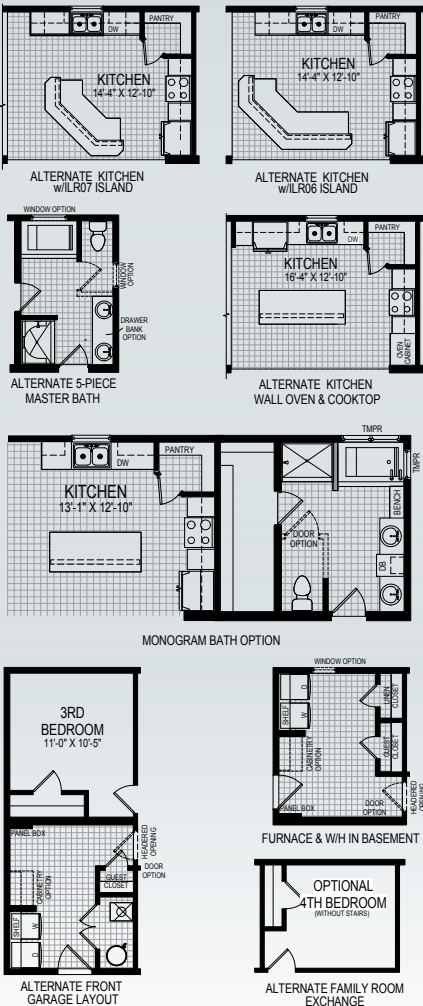 PANTRY
DW
KITCHEN
14'-4" X 12'-10"
ALTERNATE KITCHEN
w/ILR07 ISLAND
PANTRY
DW
KITCHEN
14'-4" X 12'-10"
ALTERNATE KITCHEN
w/ILR06 ISLAND
WINDOW OPTION
WINDOW
OPTION
DRAWER
BANK
OPTION
ALTERNATE 5-PIECE
MASTER BATH
PANTRY
DW
KITCHEN
16'-4" X 12'-10"
OVEN
CABINET
ALTERNATE KITCHEN
WALL OVEN & COOKTOP
TMPR
TMPR
PANTRY
DW
KITCHEN
13'-1" X 12'-10"
BENCH
DOOR
OPTION
DB
MONOGRAM BATH OPTION
3RD
BEDROOM
11'-0" X 10'-5"
PANEL BOX
HEADERED
OPENING
DOOR
OPTION
GUEST
CLOSET
CABINETRY
OPTION
SHELF
W
D
ALTERNATE FRONT
GARAGE LAYOUT
WINDOW OPTION
D
SHELF
W
LINEN
CLOSET
GUEST
CLOSET
CABINETRY
OPTION
PANEL BOX
DOOR
OPTION
HEADERED
OPENING
FURNACE & W/H IN BASEMENT
OPTIONAL
4TH BEDROOM
(WITHOUT STAIRS)
ALTERNATE FAMILY ROOM
EXCHANGE